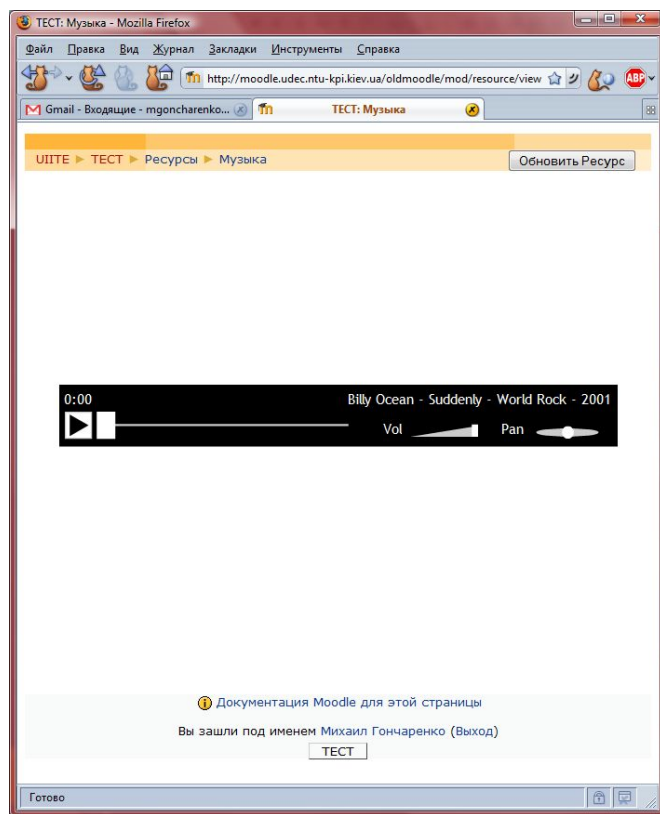 ТЕСТ: Музыка - Mozilla Firefox
Файл Правка Вид Журнал Закладки Инструменты Справка
http://moodle.udec.ntu-kpi.kiev.ua/oldmoodle/mod/resource/view ABP
Gmail - Входящие - mgoncharenko... ТЕСТ: Музыка
UIITE ► ТЕСТ ► Ресурсы ► Музыка Обновить Ресурс
0:00 Billy Ocean - Suddenly - World Rock - 2001
Vol Pan
Документация Moodle для этой страницы
Вы зашли под именем Михаил Гончаренко (Выход)
ТЕСТ
Готово